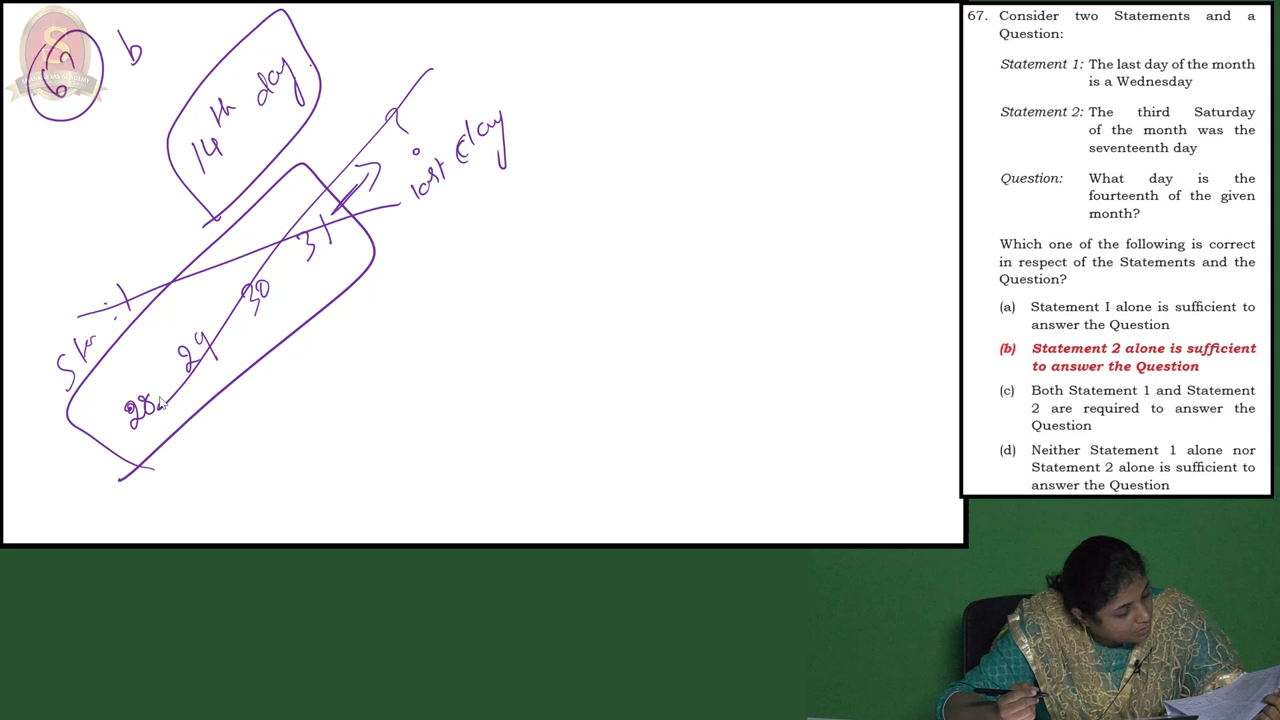 67 b
14th day
?
last day
31
30
29
28
67. Consider two Statements and a
Question:
Statement 1: The last day of the month
is a Wednesday
Statement 2: The third Saturday
of the month was the
seventeenth day
Question: What day is the
fourteenth of the given
month?
Which one of the following is correct
in respect of the Statements and the
Question?
(a) Statement I alone is sufficient to
answer the Question
(b) Statement 2 alone is sufficient
to answer the Question
(c) Both Statement 1 and Statement
2 are required to answer the
Question
(d) Neither Statement 1 alone nor
Statement 2 alone is sufficient to
answer the Question